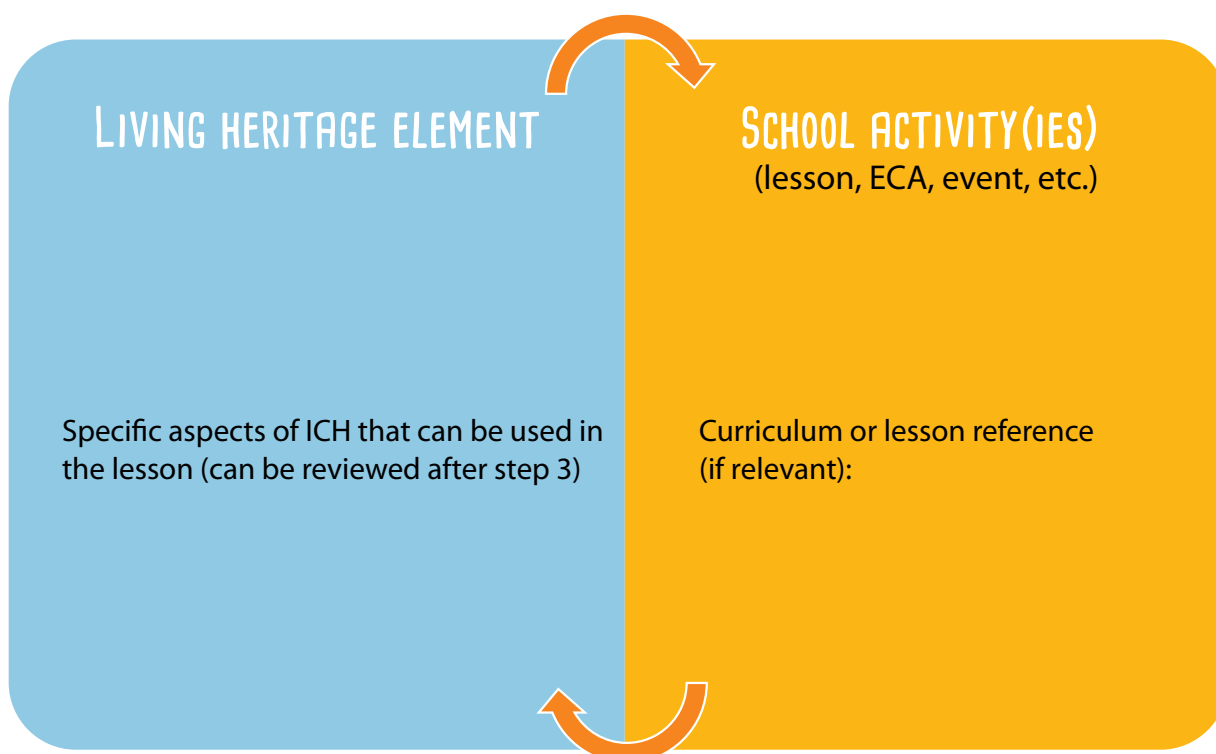 LIVING HERITAGE ELEMENT
Specific aspects of ICH that can be used in
the lesson (can be reviewed after step 3)
SCHOOL ACTIVITY(IES)
(lesson, ECA, event, etc.)
Curriculum or lesson reference
(if relevant):